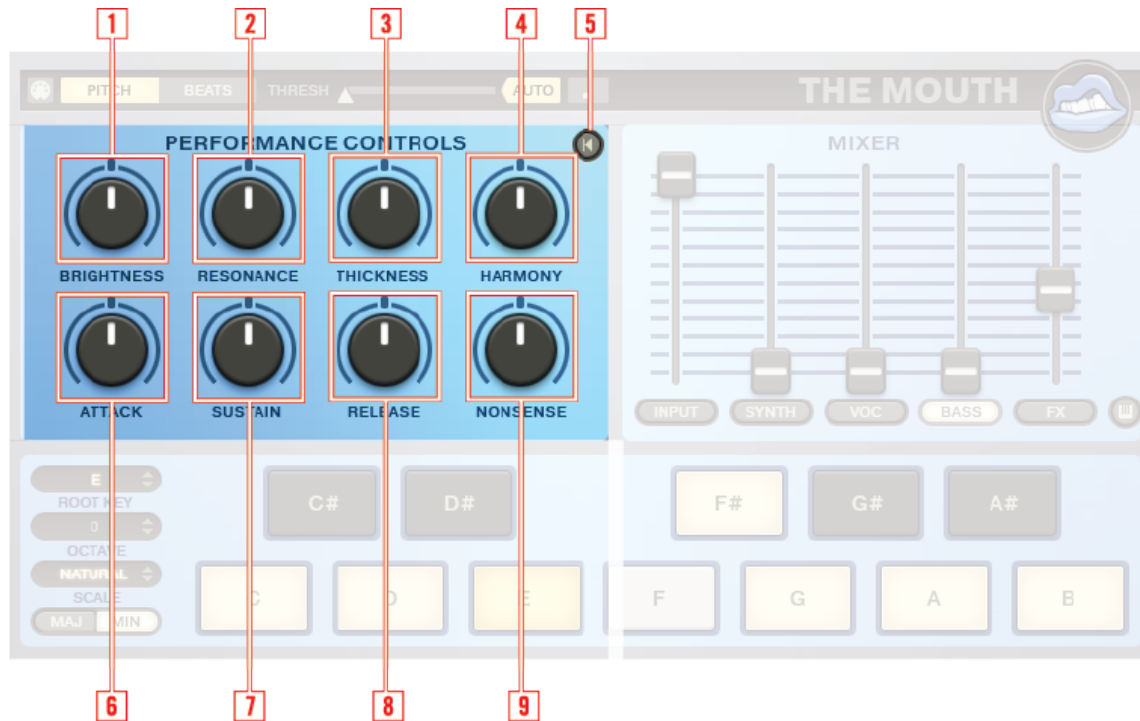 1 2 3 4 5
PITCH BEATS THRESH AUTO THE MOUTH
PERFORMANCE CONTROLS MIXER
BRIGHTNESS RESONANCE THICKNESS HARMONY
ATTACK SUSTAIN RELEASE NONSENSE INPUT SYNTH VOC BASS FX
E
ROOT KEY C# D# F# G# A#
0
OCTAVE
NATURAL
SCALE C D E F G A B
MAJ MIN
6 7 8 9